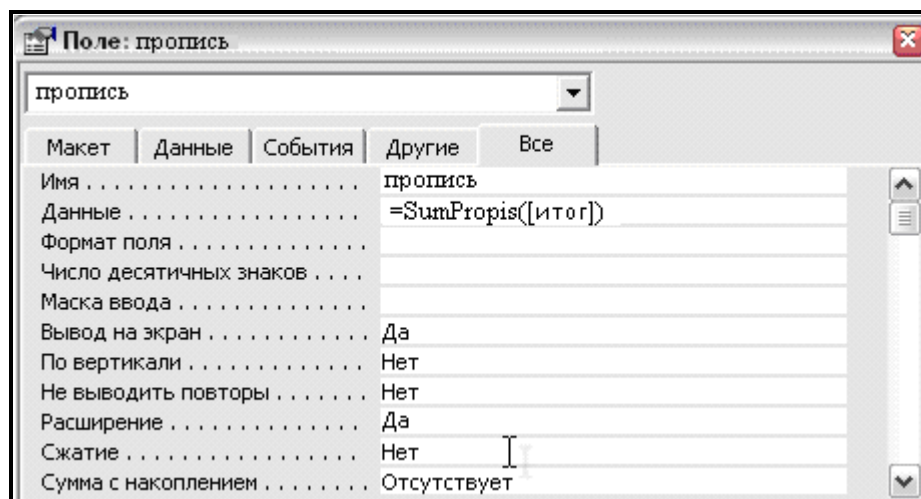 Поле: пропись
пропись
Макет Данные События Другие Все
Имя . . . . . . . . . . . . . . . . . . . пропись
Данные . . . . . . . . . . . . . . . . =SumPropis([итог])
Формат поля . . . . . . . . . . . . .
Число десятичных знаков . . . .
Маска ввода . . . . . . . . . . . . .
Вывод на экран . . . . . . . . . . . Да
По вертикали . . . . . . . . . . . . . Нет
Не выводить повторы . . . . . . . Нет
Расширение . . . . . . . . . . . . . . Да
Сжатие . . . . . . . . . . . . . . . . . Нет
Сумма с накоплением . . . . . . . . Отсутствует